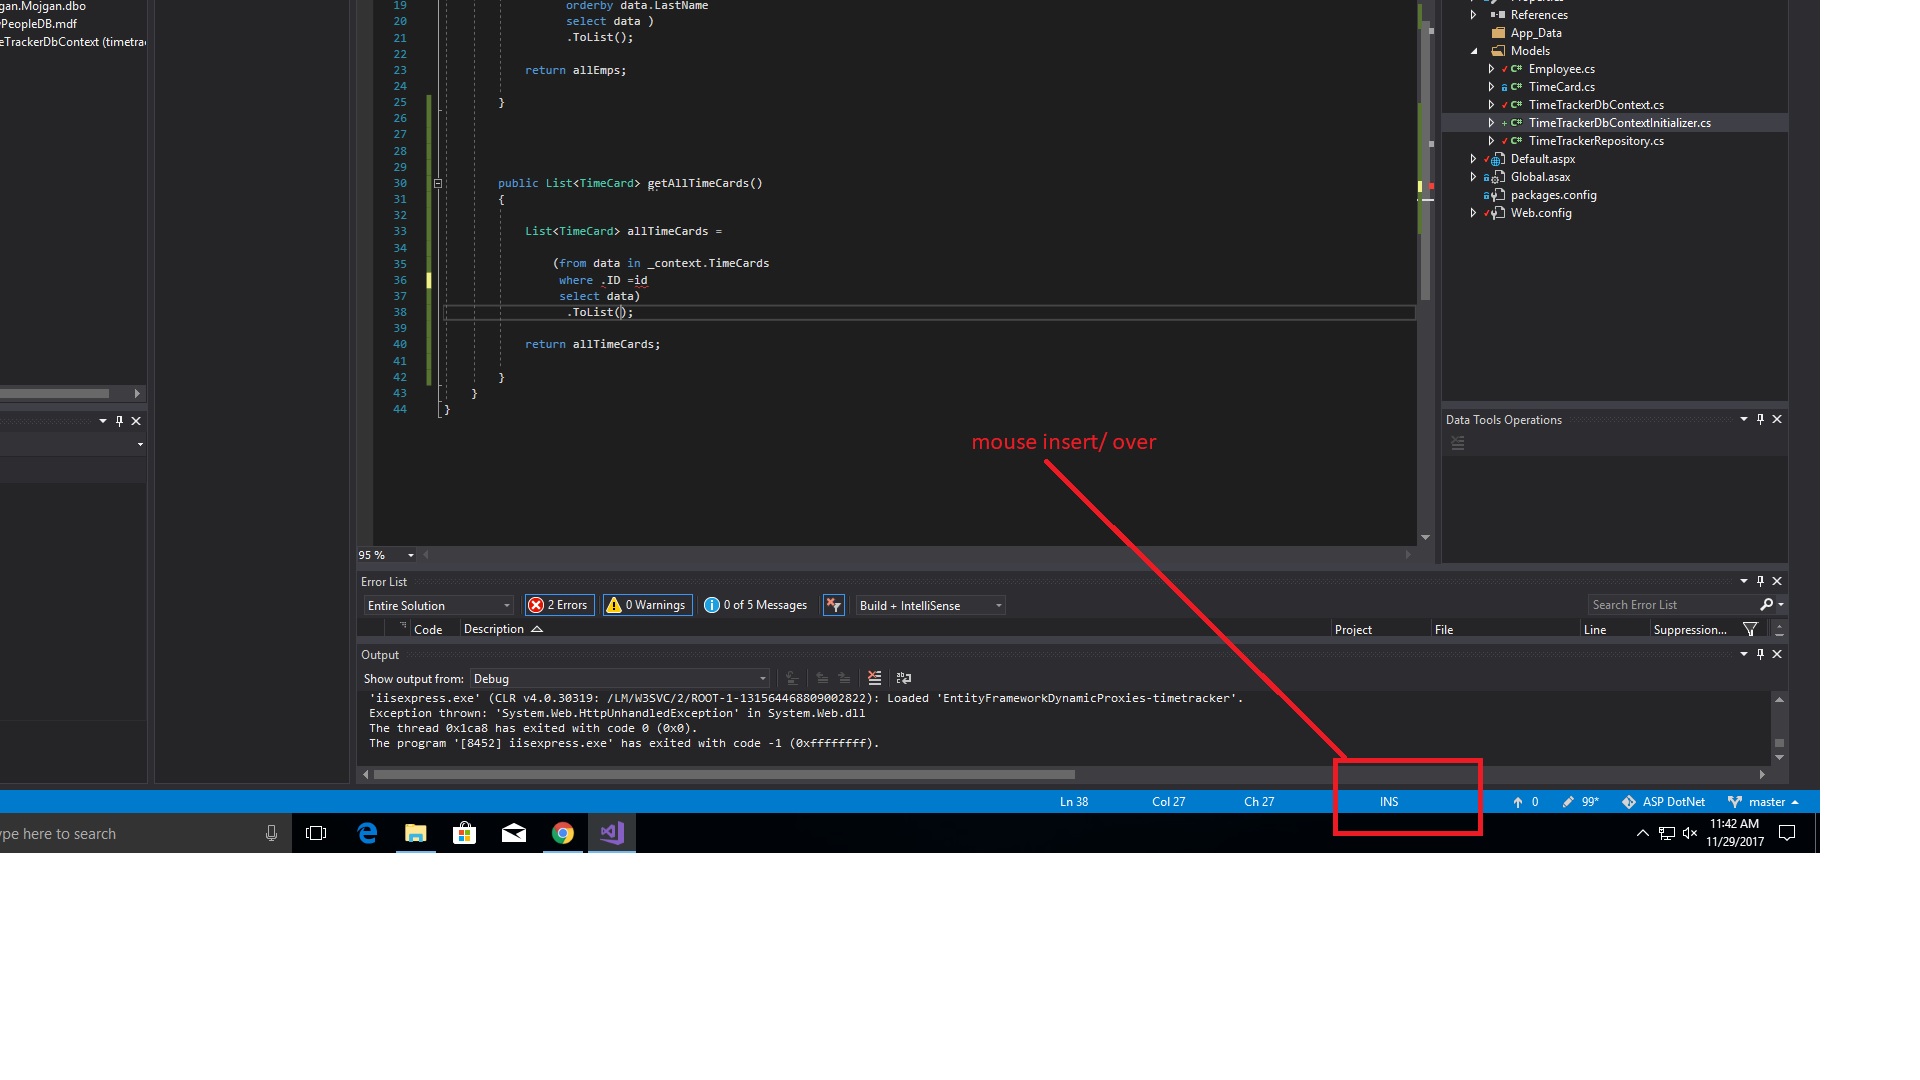 gan.Mojgan.dbo
PeopleDB.mdf
eTrackerDbContext (timetra
19 orderby data.LastName
20 select data )
21 .ToList();
22
23 return allEmps;
24
25 }
26
27
28
29
30 public List<TimeCard> getAllTimeCards()
31 {
32
33 List<TimeCard> allTimeCards =
34
35 (from data in _context.TimeCards
36 where .ID =id
37 select data)
38 .ToList();
39
40 return allTimeCards;
41
42 }
43 }
44 }
95 %
mouse insert/ over
References
App_Data
Models
C# Employee.cs
C# TimeCard.cs
C# TimeTrackerDbContext.cs
C# TimeTrackerDbContextInitializer.cs
C# TimeTrackerRepository.cs
Default.aspx
Global.asax
packages.config
Web.config
Data Tools Operations
Error List
Entire Solution 2 Errors 0 Warnings 0 of 5 Messages Build + IntelliSense Search Error List
Code Description Project File Line Suppression...
Output
Show output from: Debug
'iisexpress.exe' (CLR v4.0.30319: /LM/W3SVC/2/ROOT-1-131564468809002822): Loaded 'EntityFrameworkDynamicProxies-timetracker'.
Exception thrown: 'System.Web.HttpUnhandledException' in System.Web.dll
The thread 0x1ca8 has exited with code 0 (0x0).
The program '[8452] iisexpress.exe' has exited with code -1 (0xffffffff).
Ln 38 Col 27 Ch 27 INS 0 99* ASP DotNet master
pe here to search
11:42 AM
11/29/2017